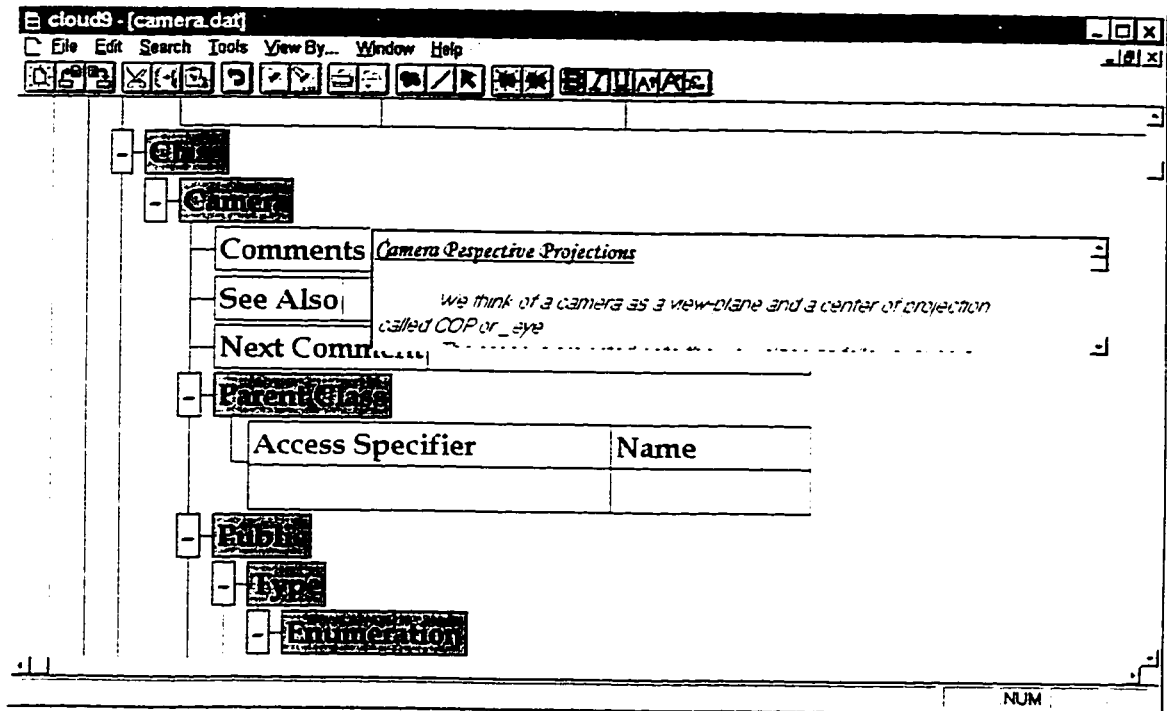 cloud9 - [camera.dat]
File Edit Search Tools View By... Window Help
Class
Camera
Comments
Camera Pespective Projections
See Also
We think of a camera as a view-plane and a center of projection
called COP or _eye
Next Comment
Parent Class
Access Specifier Name
Public
Type
Enumeration
NUM